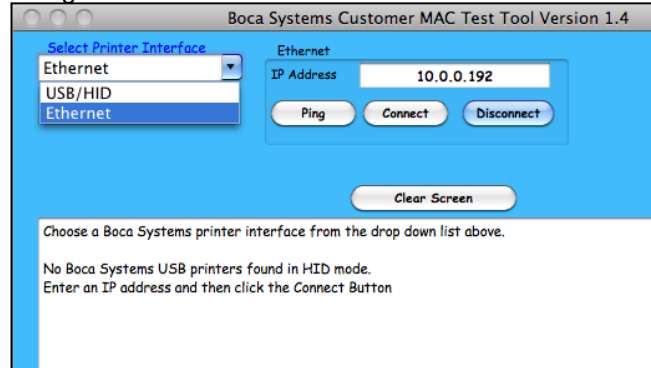 Boca Systems Customer MAC Test Tool Version 1.4
Select Printer Interface
Ethernet
USB/HID
Ethernet
Ethernet
IP Address 10.0.0.192
Ping Connect Disconnect
Clear Screen
Choose a Boca Systems printer interface from the drop down list above.
No Boca Systems USB printers found in HID mode.
Enter an IP address and then click the Connect Button